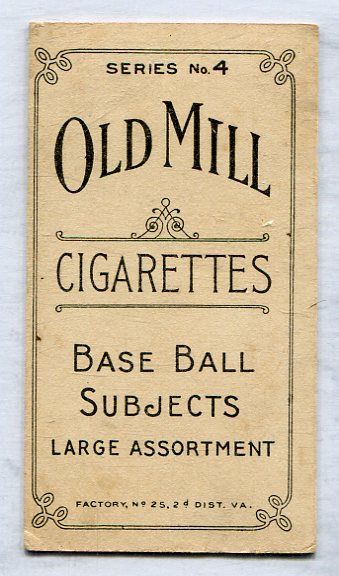 SERIES No. 4
OLD MILL
CIGARETTES
BASE BALL
SUBJECTS
LARGE ASSORTMENT
FACTORY, No 25, 2d DIST. VA.